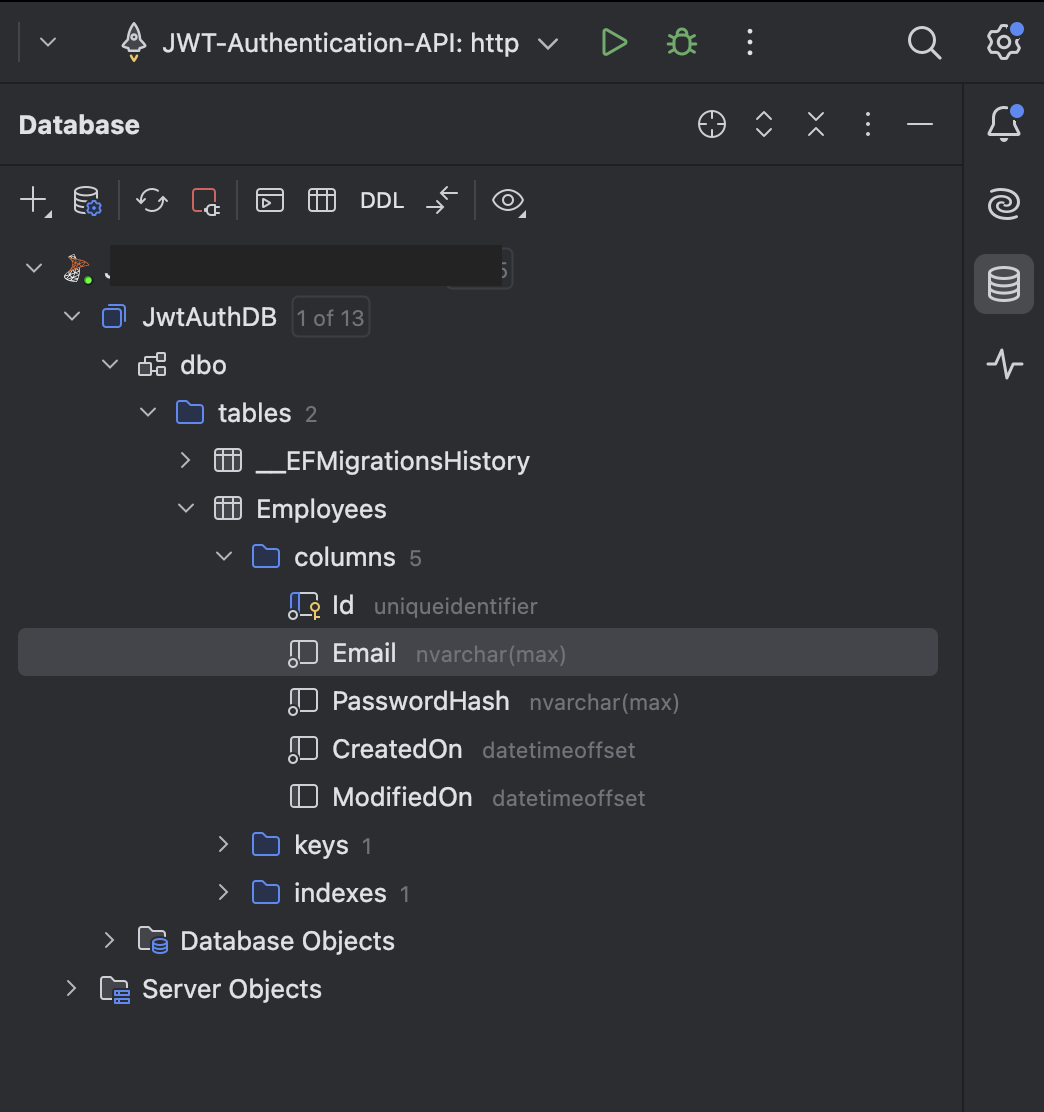 JWT-Authentication-API: http
Database
DDL
JwtAuthDB 1 of 13
dbo
tables 2
__EFMigrationsHistory
Employees
columns 5
Id uniqueidentifier
Email nvarchar(max)
PasswordHash nvarchar(max)
CreatedOn datetimeoffset
ModifiedOn datetimeoffset
keys 1
indexes 1
Database Objects
Server Objects